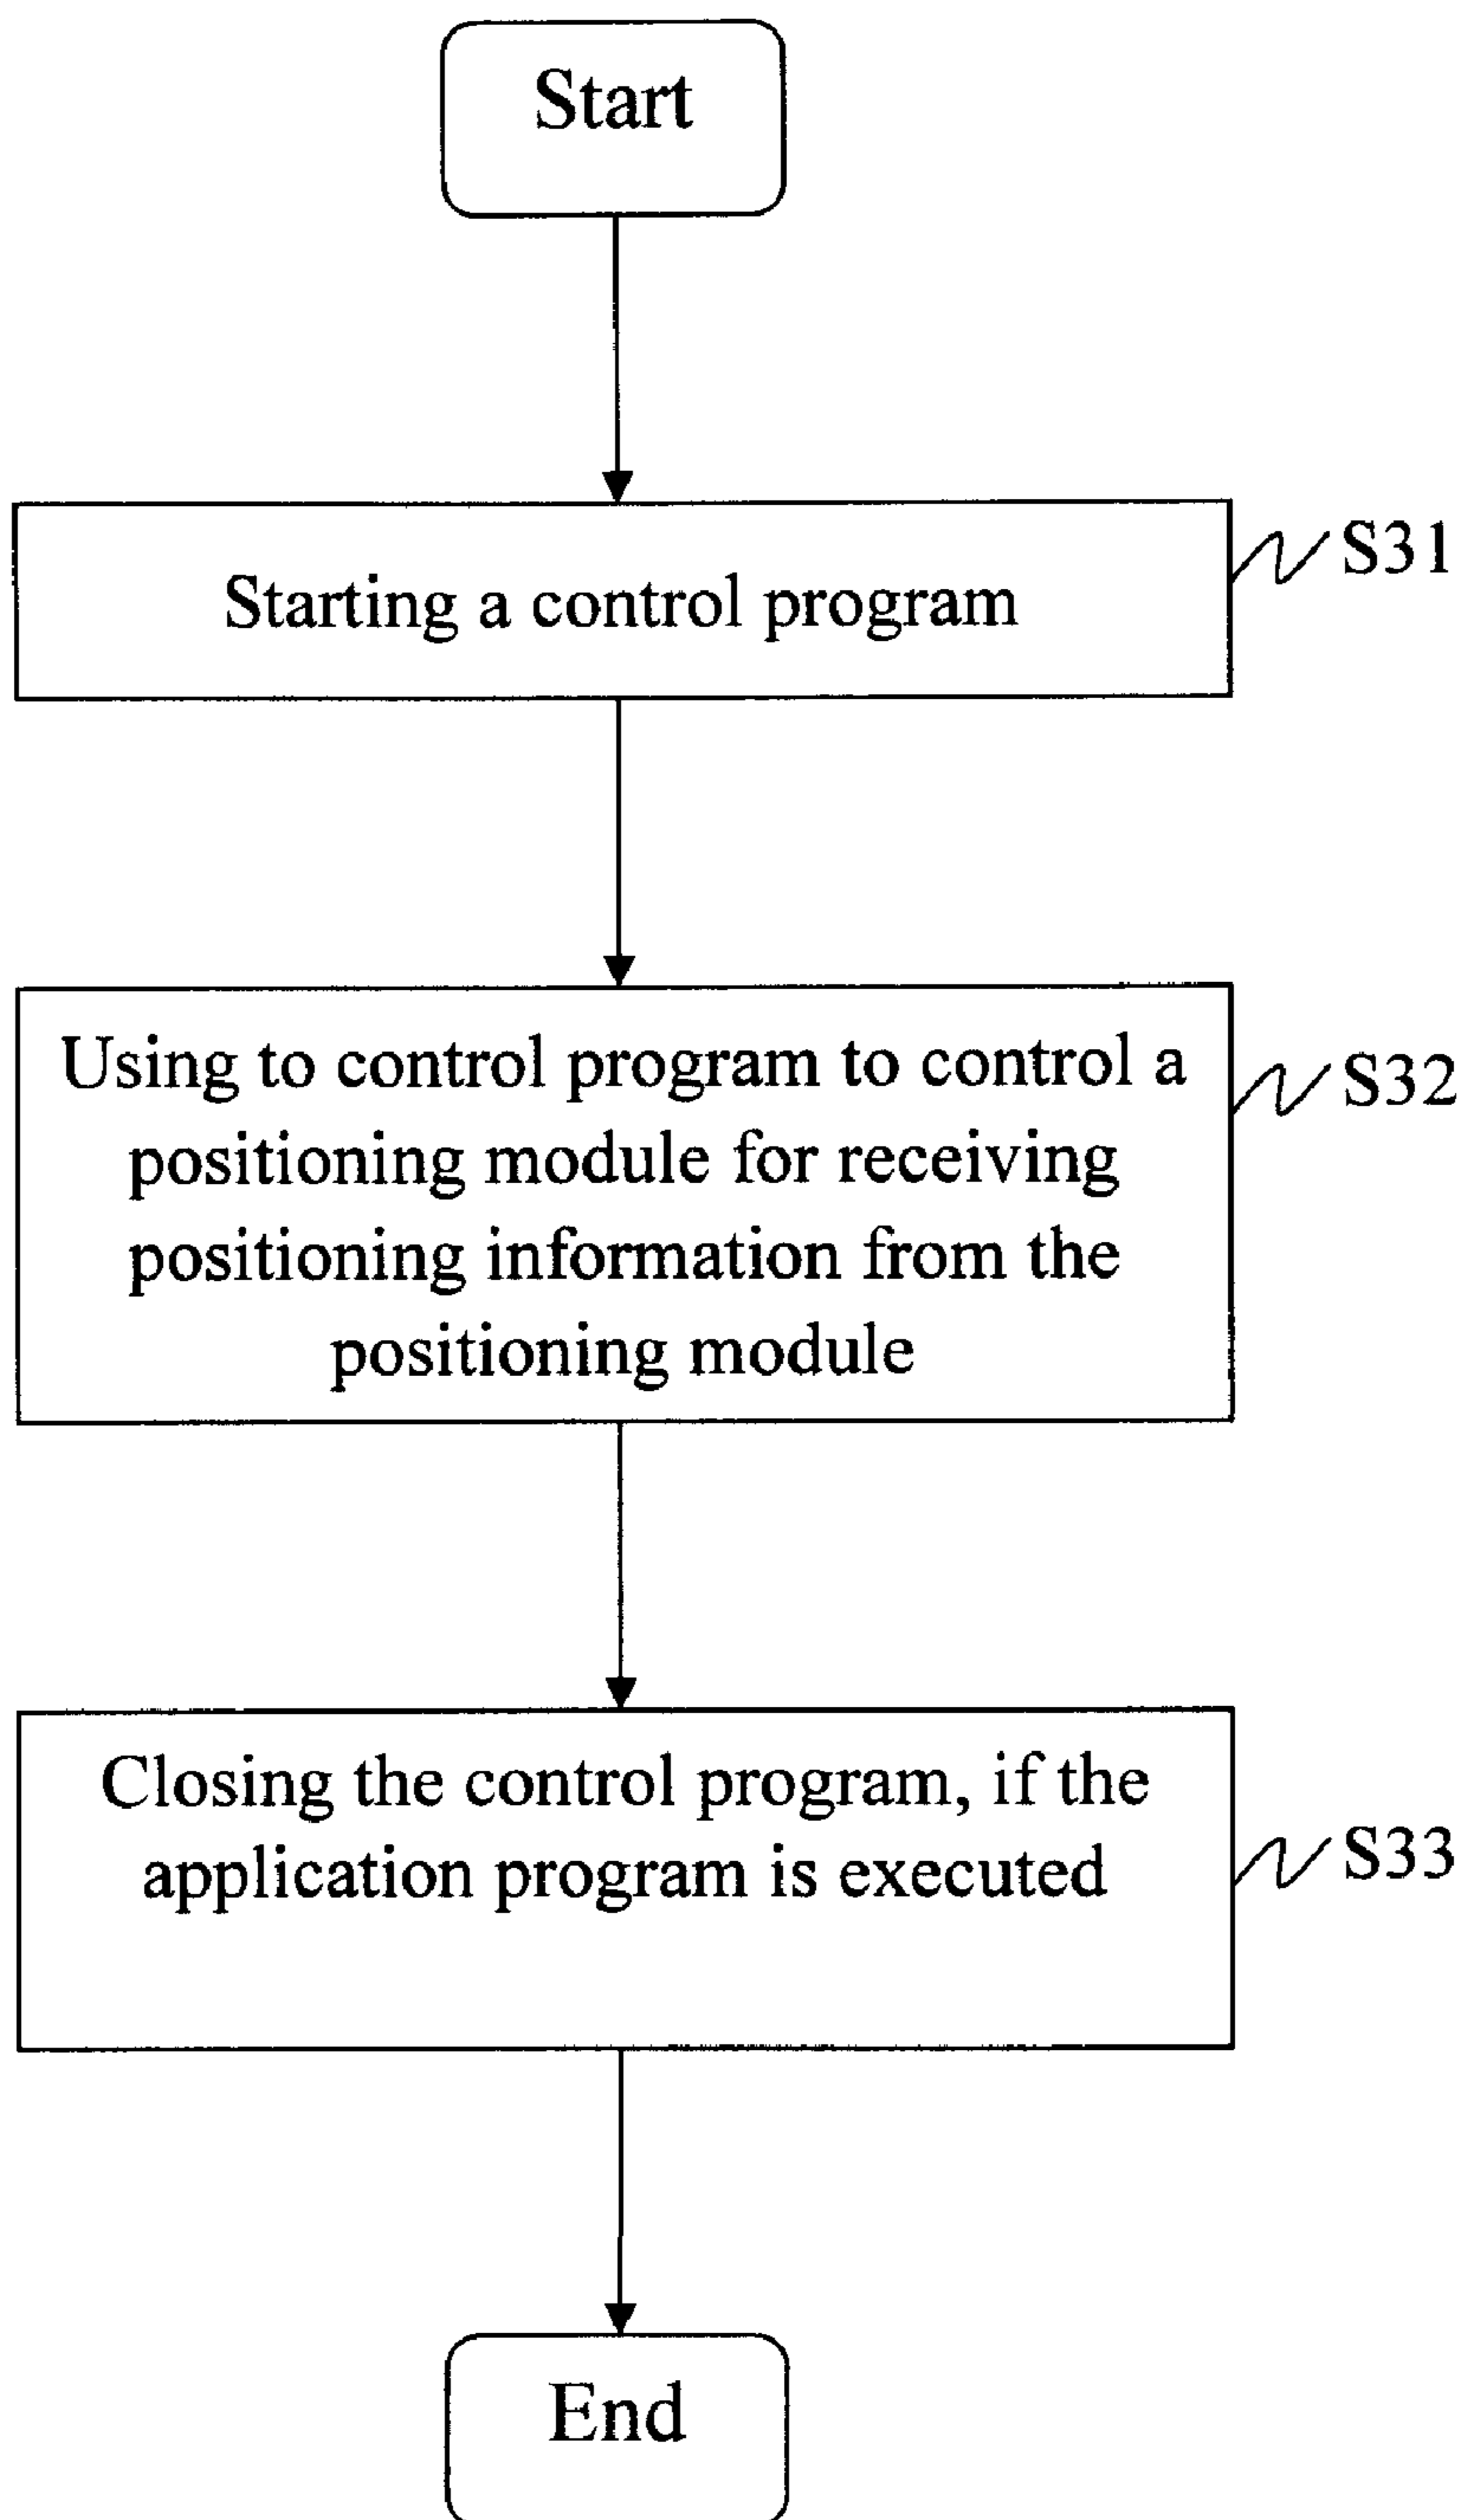 Start
Starting a control program
S31
Using to control program to control a
positioning module for receiving
positioning information from the
positioning module
S32
Closing the control program, if the
application program is executed
S33
End